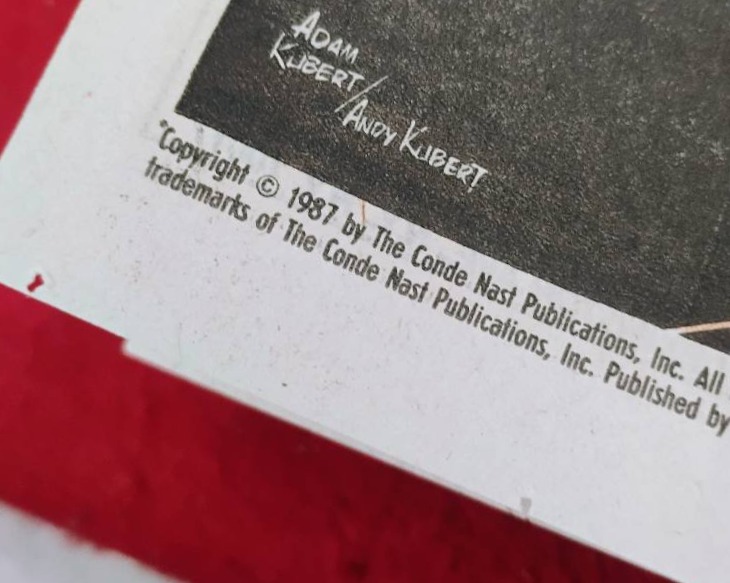 ADAM
KUBERT/
ANDY KUBERT
*Copyright © 1987 by The Conde Nast Publications, Inc. All
trademarks of The Conde Nast Publications, Inc. Published by